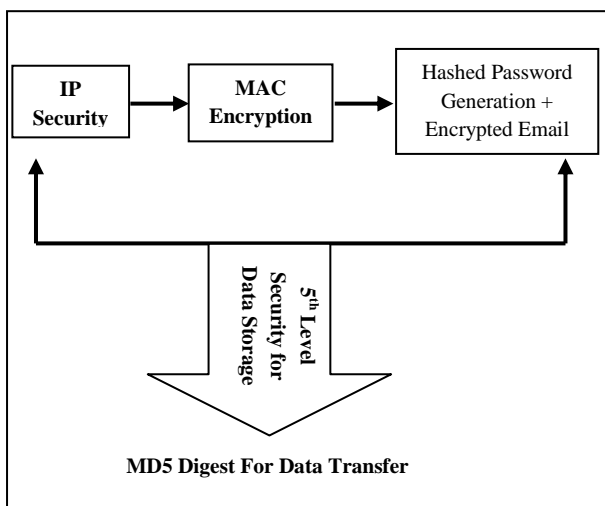 IP
Security
MAC
Encryption
Hashed Password
Generation +
Encrypted Email
5th Level
Security for
Data Storage
MD5 Digest For Data Transfer